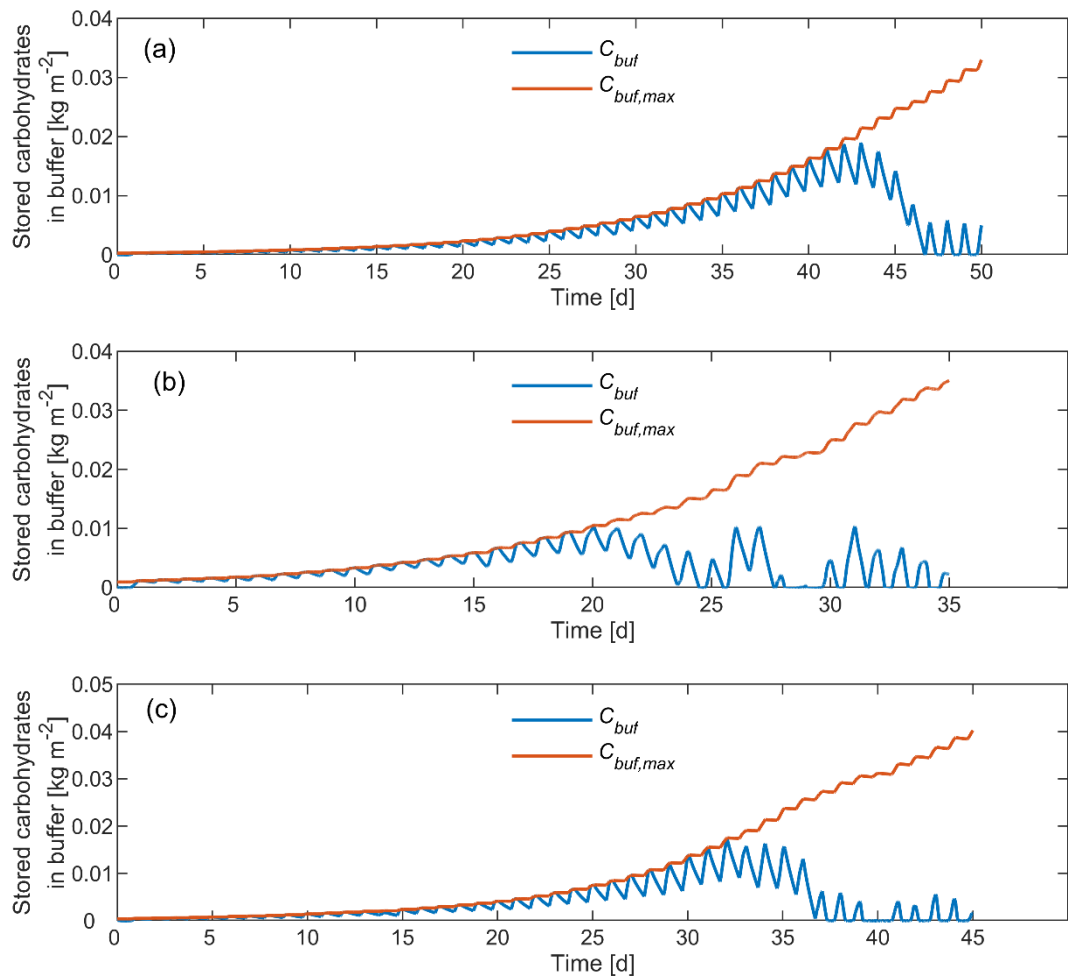 (a)
C_buf
C_buf,max
Stored carbohydrates
in buffer [kg m^-2]
0.04
0.03
0.02
0.01
0
0 5 10 15 20 25 30 35 40 45 50
Time [d]
(b)
C_buf
C_buf,max
Stored carbohydrates
in buffer [kg m^-2]
0.04
0.03
0.02
0.01
0
0 5 10 15 20 25 30 35
Time [d]
(c)
C_buf
C_buf,max
Stored carbohydrates
in buffer [kg m^-2]
0.05
0.04
0.03
0.02
0.01
0
0 5 10 15 20 25 30 35 40 45
Time [d]